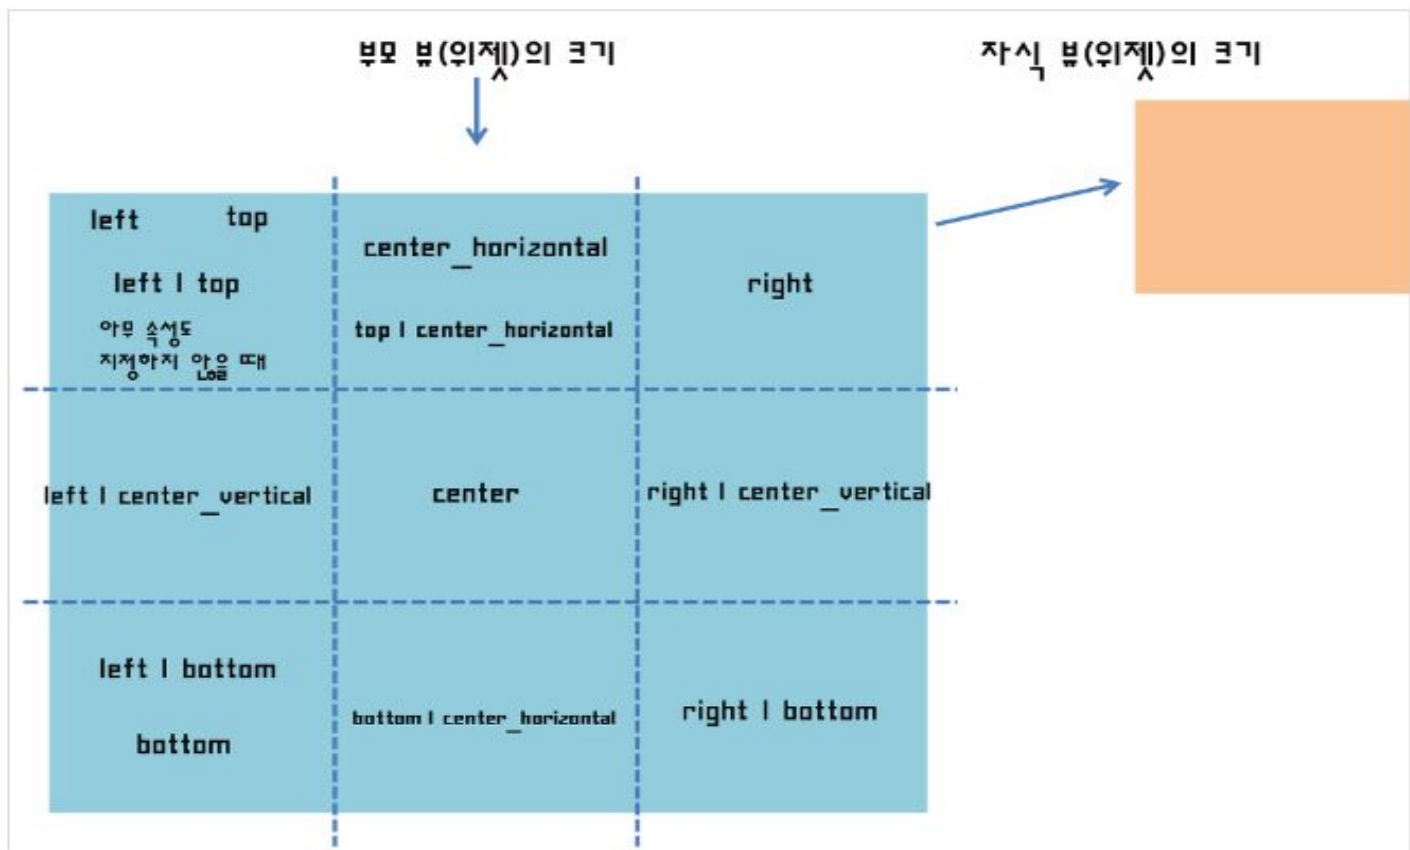 부모 뷰(위젯)의 크기
자식 뷰(위젯)의 크기
left top
left | top
아무 속성도
지정하지 않을 때
center_horizontal
top | center_horizontal
right
left | center_vertical
center
right | center_vertical
left | bottom
bottom
bottom | center_horizontal
right | bottom